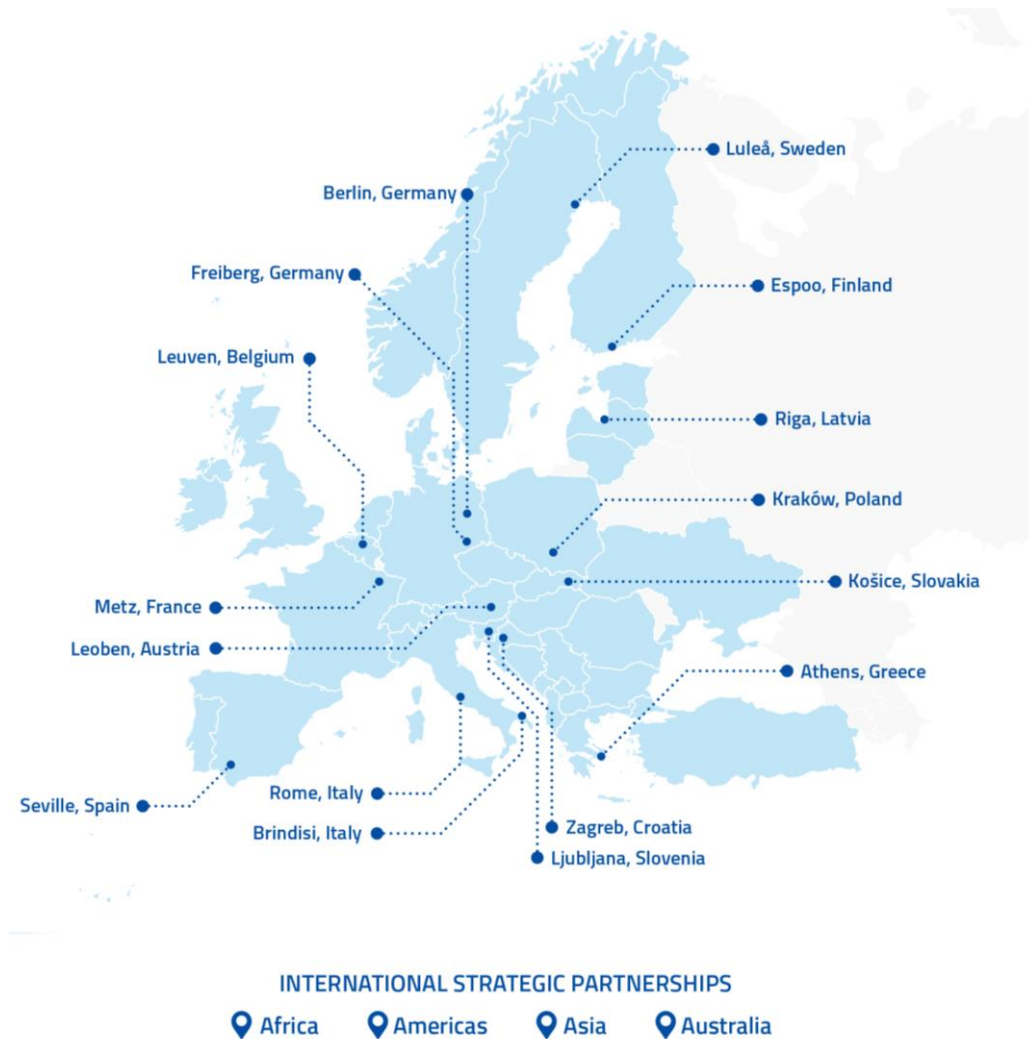 Luleå, Sweden
Berlin, Germany
Freiberg, Germany
Espoo, Finland
Leuven, Belgium
Riga, Latvia
Kraków, Poland
Košice, Slovakia
Metz, France
Leoben, Austria
Athens, Greece
Rome, Italy
Seville, Spain
Brindisi, Italy
Zagreb, Croatia
Ljubljana, Slovenia
INTERNATIONAL STRATEGIC PARTNERSHIPS
Africa Americas Asia Australia